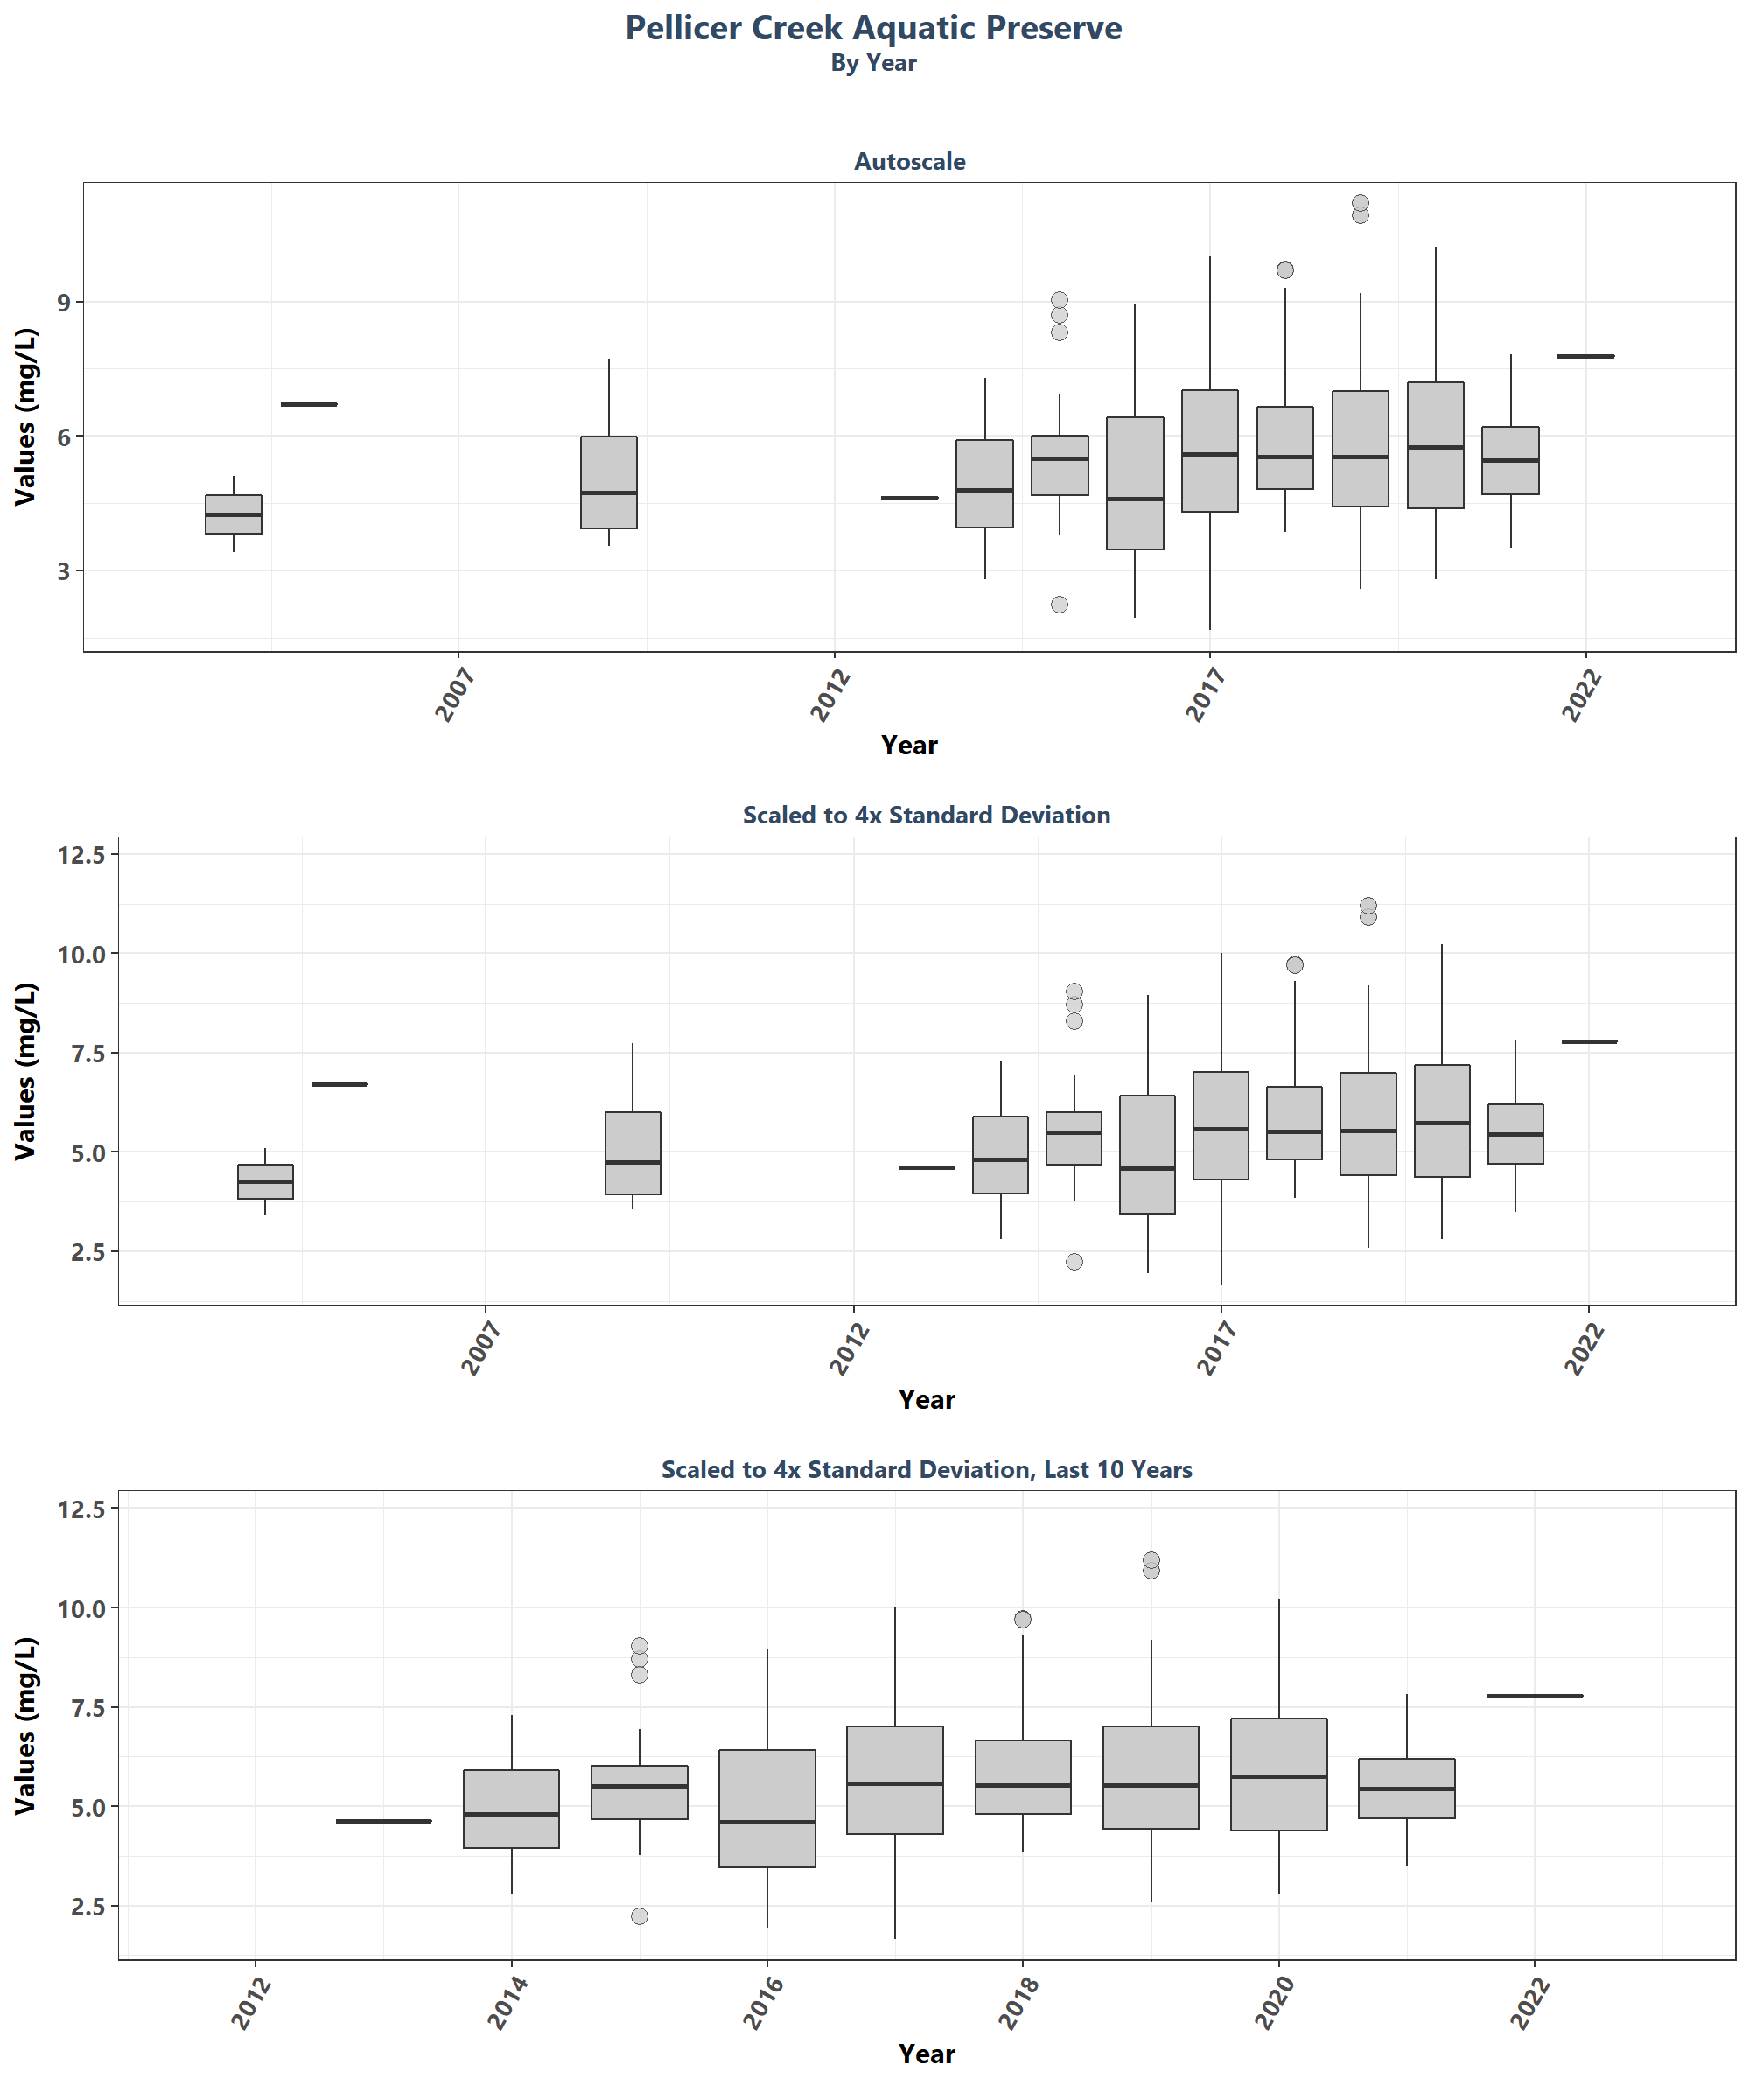 Pellicer Creek Aquatic Preserve
By Year
Autoscale
Values (mg/L)
9
6
3
2007
2012
2017
2022
Year
Scaled to 4x Standard Deviation
Values (mg/L)
12.5
10.0
7.5
5.0
2.5
2007
2012
2017
2022
Year
Scaled to 4x Standard Deviation, Last 10 Years
Values (mg/L)
12.5
10.0
7.5
5.0
2.5
2012
2014
2016
2018
2020
2022
Year